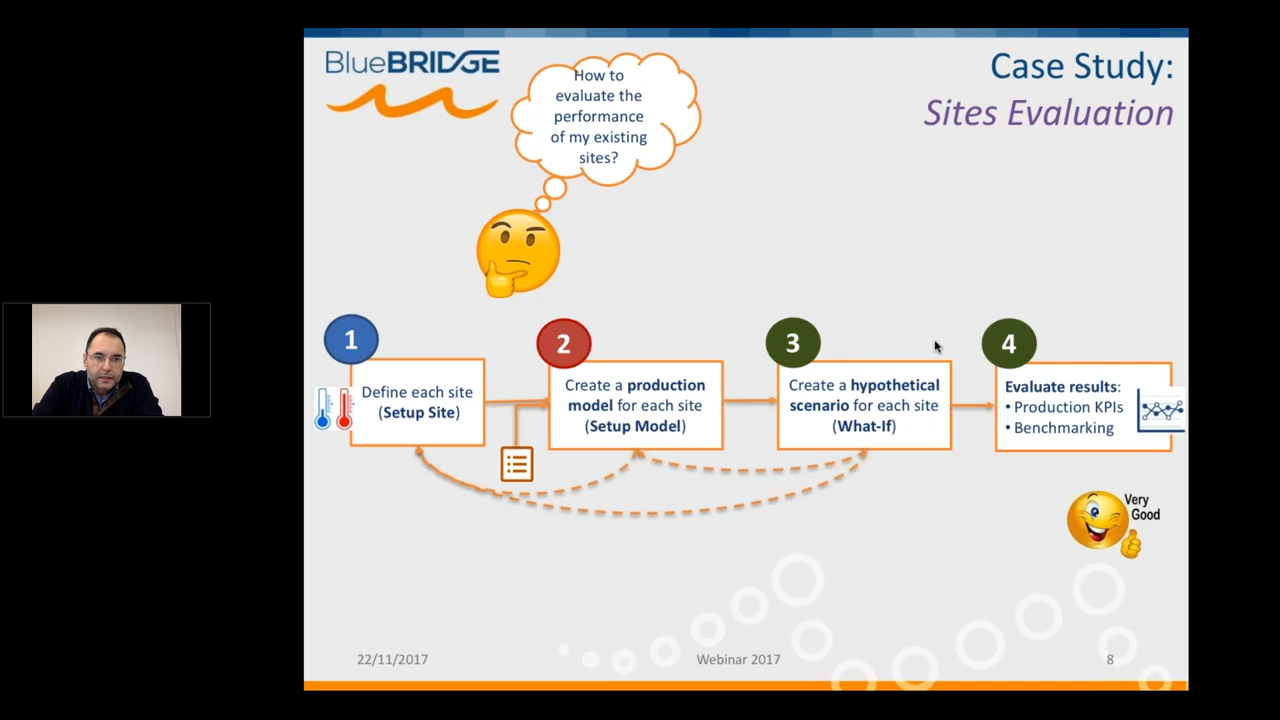 BlueBRIDGE
Case Study:
Sites Evaluation
How to
evaluate the
performance
of my existing
sites?
1
Define each site
(Setup Site)
2
Create a production
model for each site
(Setup Model)
3
Create a hypothetical
scenario for each site
(What-If)
4
Evaluate results:
• Production KPIs
• Benchmarking
Very
Good
22/11/2017
Webinar 2017
8